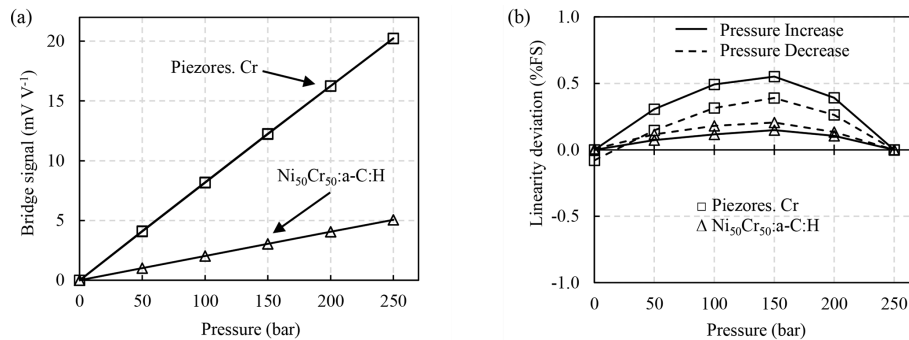 (a)
Bridge signal (mV V⁻¹)
20
15
10
5
0
Piezores. Cr
Ni₅₀Cr₅₀:a-C:H
0 50 100 150 200 250
Pressure (bar)
(b)
Linearity deviation (%FS)
1.0
0.5
0.0
-0.5
-1.0
Pressure Increase
Pressure Decrease
Piezores. Cr
Ni₅₀Cr₅₀:a-C:H
0 50 100 150 200 250
Pressure (bar)